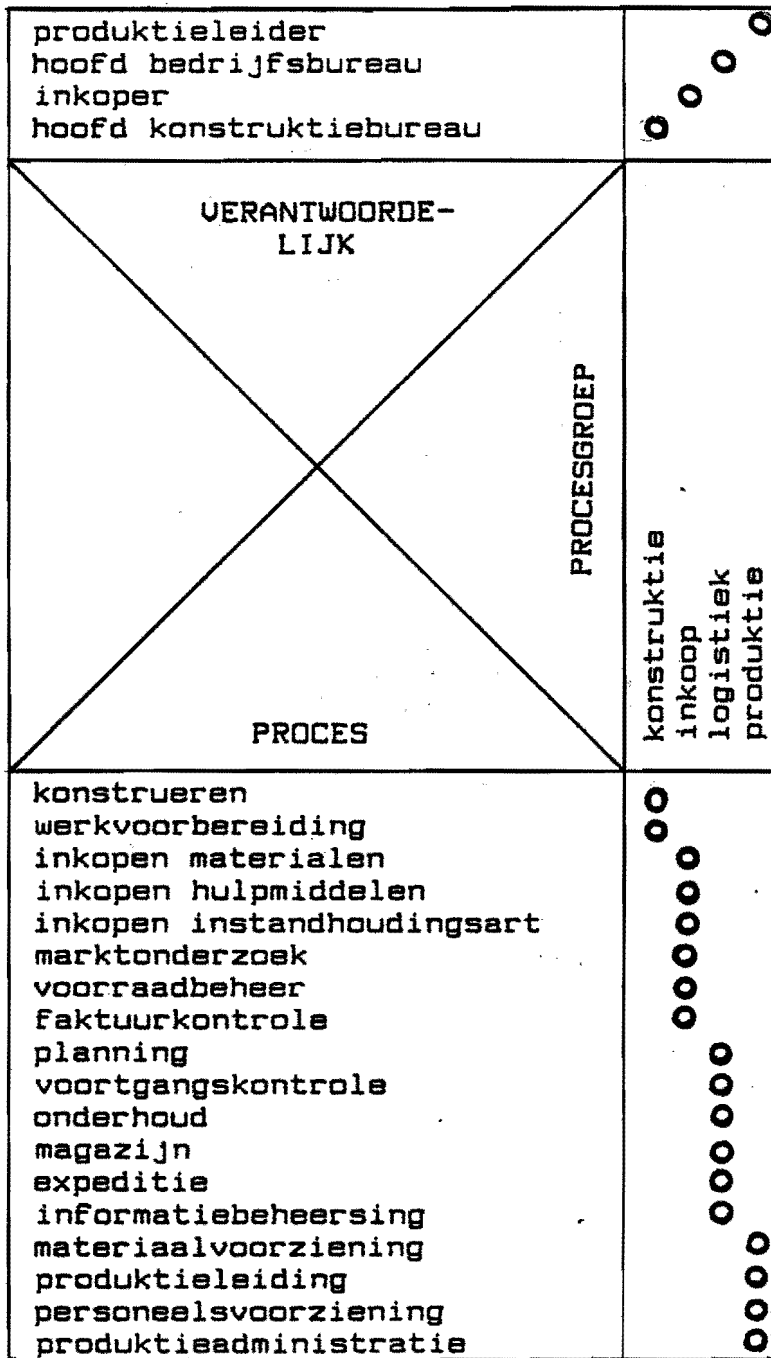 produktieleider
hoofd bedrijfsbureau
inkoper
hoofd konstruktiebureau
VERANTWOORDE-
LIJK
PROCESGROEP
PROCES
konstruktie
inkoop
logistiek
produktie
konstrueren
werkvoorbereiding
inkopen materialen
inkopen hulpmiddelen
inkopen instandhoudingsart
marktonderzoek
voorraadbeheer
faktuurkontrole
planning
voortgangskontrole
onderhoud
magazijn
expeditie
informatiebeheersing
materiaalvoorziening
produktieleiding
personeelsvoorziening
produktieadministratie